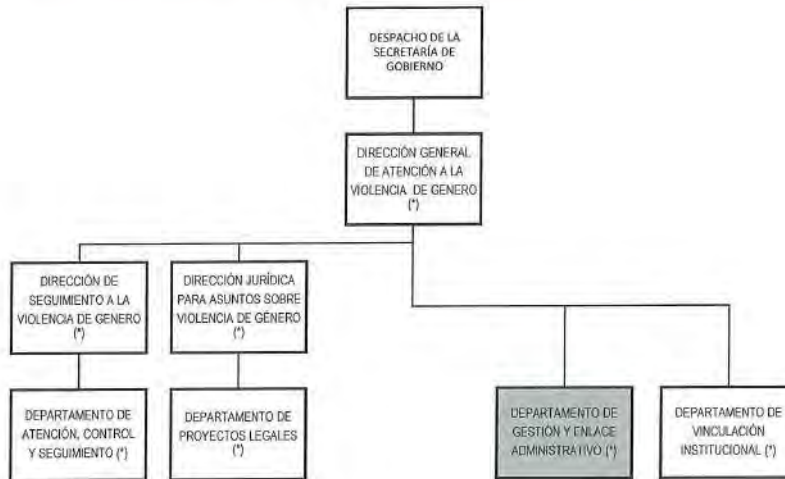 DESPACHO DE LA
SECRETARÍA DE
GOBIERNO
DIRECCIÓN GENERAL
DE ATENCIÓN A LA
VIOLENCIA DE GENERO
(*)
DIRECCIÓN DE
SEGUIMIENTO A LA
VIOLENCIA DE GENERO
(*)
DIRECCIÓN JURÍDICA
PARA ASUNTOS SOBRE
VIOLENCIA DE GÉNERO
(*)
DEPARTAMENTO DE
ATENCIÓN, CONTROL
Y SEGUIMIENTO (*)
DEPARTAMENTO DE
PROYECTOS LEGALES
(*)
DEPARTAMENTO DE
GESTIÓN Y ENLACE
ADMINISTRATIVO (*)
DEPARTAMENTO DE
VINCULACIÓN
INSTITUCIONAL (*)